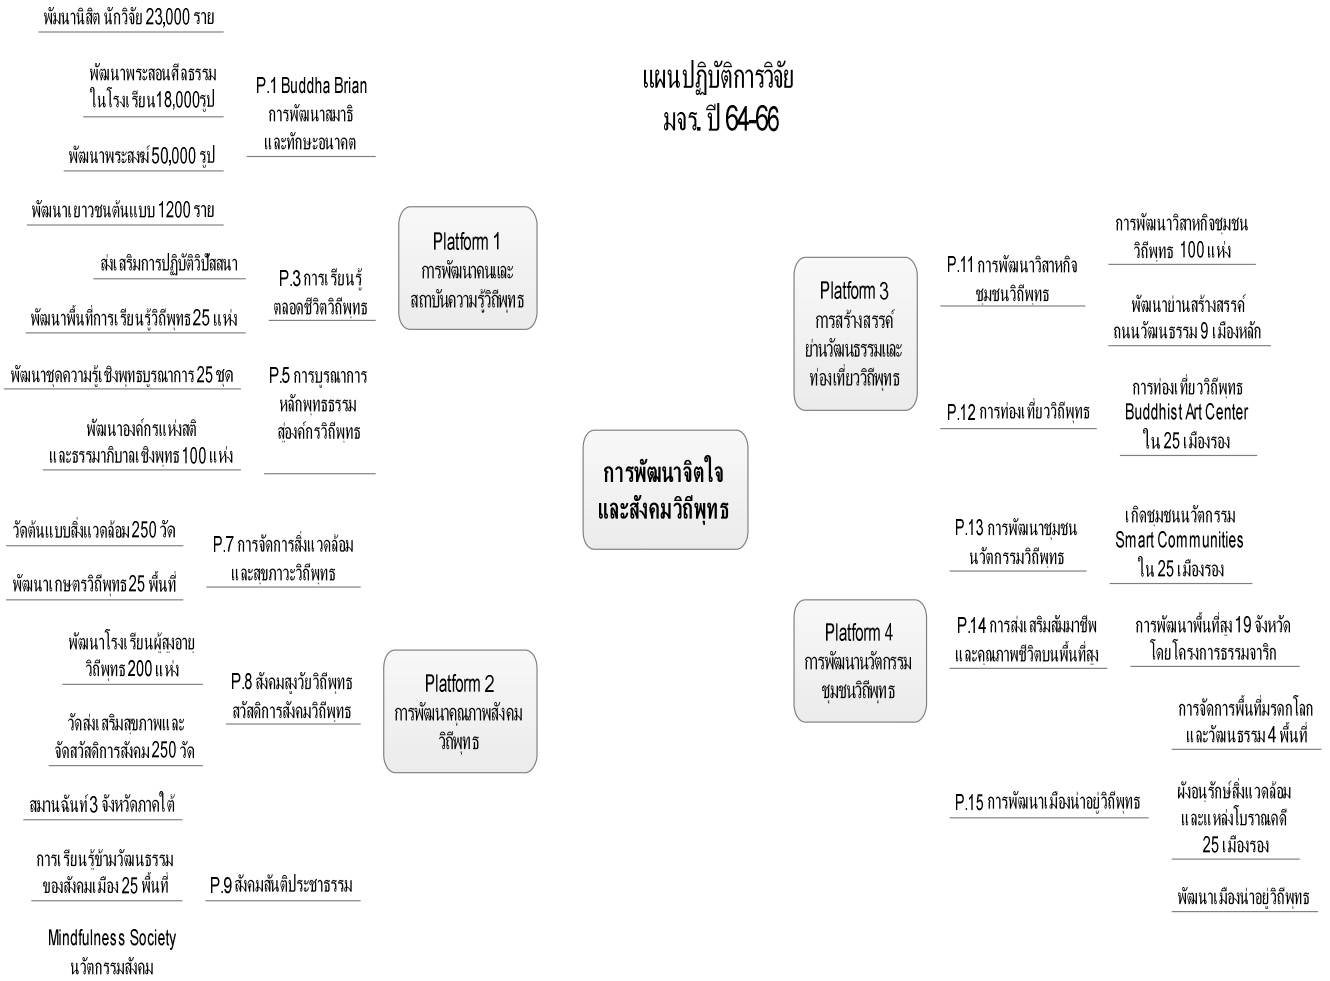 แผนปฏิบัติการวิจัย
มจร. ปี 64-66
การพัฒนาจิตใจ
และสังคมวิถีพุทธ
Platform 1
การพัฒนาคนและ
สถาบันความรู้วิถีพุทธ
P.1 Buddha Brian
การพัฒนาสมาธิ
และทักษะอนาคต
พัมนานิสิต นักวิจัย 23,000 ราย
พัฒนาพระสอนศีลธรรม
ในโรงเรียน18,000รูป
พัฒนาพระสงฆ์ 50,000 รูป
พัฒนาเยาวชนต้นแบบ 1200 ราย
P.3 การเรียนรู้
ตลอดชีวิตวิถีพุทธ
ส่งเสริมการปฏิบัติวิปัสสนา
พัฒนาพื้นที่การเรียนรู้วิถีพุทธ 25 แห่ง
P.5 การบูรณาการ
หลักพุทธธรรม
สู่องค์กรวิถีพุทธ
พัฒนาชุดความรู้เชิงพุทธบูรณาการ 25 ชุด
พัฒนาองค์กรแห่งสติ
และธรรมาภิบาลเชิงพุทธ 100 แห่ง
Platform 2
การพัฒนาคุณภาพสังคม
วิถีพุทธ
P.7 การจัดการสิ่งแวดล้อม
และสุขภาวะวิถีพุทธ
วัดต้นแบบสิ่งแวดล้อม 250 วัด
พัฒนาเกษตรวิถีพุทธ 25 พื้นที่
P.8 สังคมสูงวัยวิถีพุทธ
สวัสดิการสังคมวิถีพุทธ
พัฒนาโรงเรียนผู้สูงอายุ
วิถีพุทธ 200 แห่ง
วัดส่งเสริมสุขภาพและ
จัดสวัสดิการสังคม 250 วัด
P.9 สังคมสันติประชาธรรม
สมานฉันท์ 3 จังหวัดภาคใต้
การเรียนรู้ข้ามวัฒนธรรม
ของสังคมเมือง 25 พื้นที่
Mindfulness Society
นวัตกรรมสังคม
Platform 3
การสร้างสรรค์
ย่านวัฒนธรรมและ
ท่องเที่ยววิถีพุทธ
P.11 การพัฒนาวิสาหกิจ
ชุมชนวิถีพุทธ
การพัฒนาวิสาหกิจชุมชน
วิถีพุทธ 100 แห่ง
พัฒนาย่านสร้างสรรค์
ถนนวัฒนธรรม 9 เมืองหลัก
P.12 การท่องเที่ยววิถีพุทธ
การท่องเที่ยววิถีพุทธ
Buddhist Art Center
ใน 25 เมืองรอง
Platform 4
การพัฒนานวัตกรรม
ชุมชนวิถีพุทธ
P.13 การพัฒนาชุมชน
นวัตกรรมวิถีพุทธ
เกิดชุมชนนวัตกรรม
Smart Communities
ใน 25 เมืองรอง
P.14 การส่งเสริมสัมมาชีพ
และคุณภาพชีวิตบนพื้นที่สูง
การพัฒนาพื้นที่สูง 19 จังหวัด
โดยโครงการธรรมจาริก
P.15 การพัฒนาเมืองน่าอยู่วิถีพุทธ
การจัดการพื้นที่มรดกโลก
และวัฒนธรรม 4 พื้นที่
ผังอนุรักษ์สิ่งแวดล้อม
และแหล่งโบราณคดี
25 เมืองรอง
พัฒนาเมืองน่าอยู่วิถีพุทธ